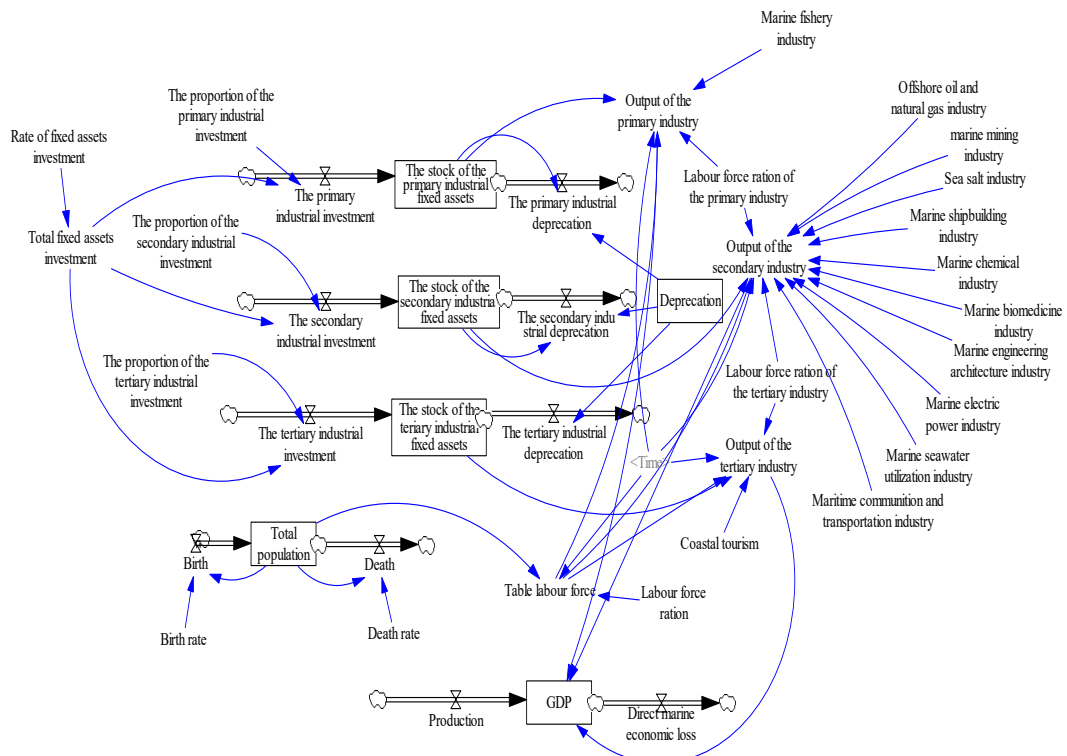 Marine fishery
industry
The proportion of the
primary industrial
investment
Rate of fixed assets
investment
Output of the
primary industry
Offshore oil and
natural gas industry
marine mining
industry
Sea salt industry
The stock of the
primary industrial
fixed assets
The primary
industrial investment
The primary industrial
deprecation
Labour force ration
of the primary industry
Marine shipbuilding
industry
Total fixed assets
investment
The proportion of the
secondary industrial
investment
Output of the
secondary industry
Marine chemical
industry
The stock of the
secondary industria
fixed assets
Deprecation
The secondary
industrial investment
The secondary indu
strial deprecation
Marine biomedicine
industry
Marine engineering
architecture industry
The proportion of the
tertiary industrial
investment
Labour force ration of
the tertiary industry
Marine electric
power industry
The stock of the
teriary industrial
fixed assets
The tertiary industrial
investment
The tertiary industrial
deprecation
Output of the
tertiary industry
<Time>
Marine seawater
utilization industry
Maritime communition and
transportation industry
Coastal tourism
Total
population
Birth
Death
Table labour force
Labour force
ration
Birth rate
Death rate
GDP
Production
Direct marine
economic loss